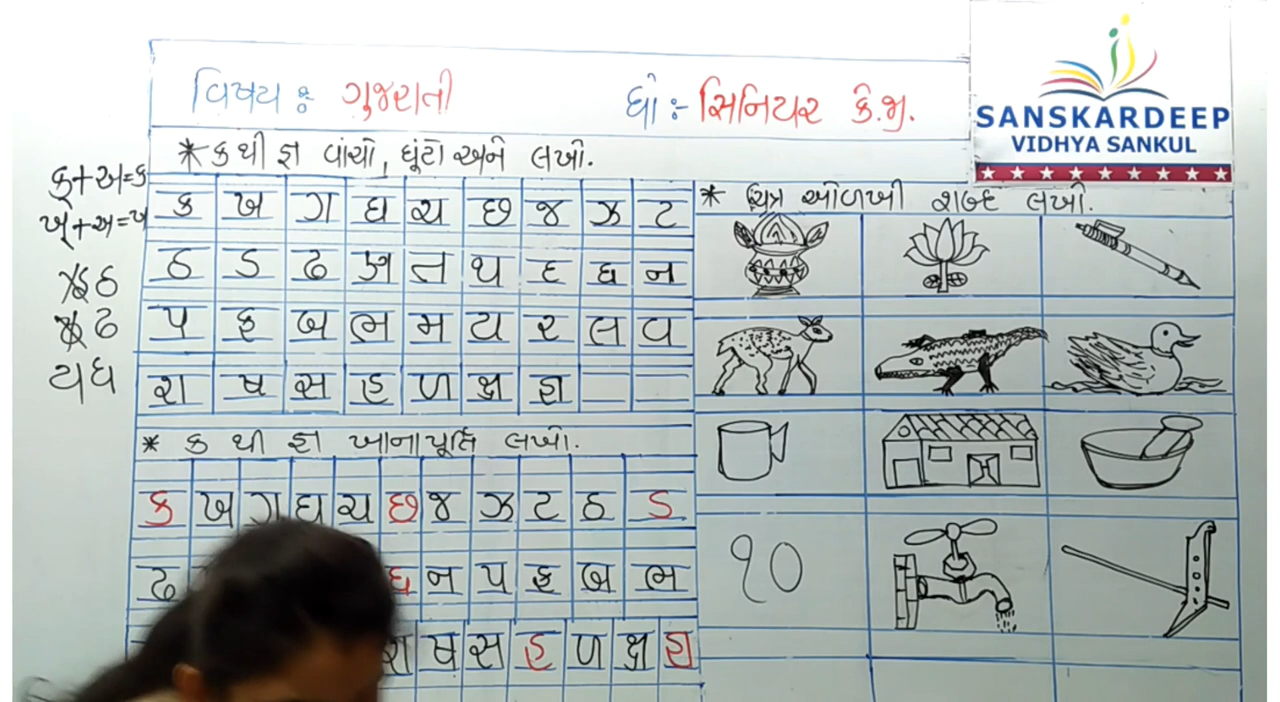 વિષય : ગુજરાતી
ધો :- સિનિયર કે.જી.
SANSKARDEEP
VIDHYA SANKUL
* ક થી જ્ઞ વાંચો, ઘૂંટો અને લખો.
ક્+અ=ક
ખ્+અ=ખ
ઠ
ઢ
ય ધ
ક ખ ગ ઘ ચ છ જ ઝ ટ
ઠ ડ ઢ ણ ત થ દ ધ ન
પ ફ બ ભ મ ય ર લ વ
શ ષ સ હ ળ ક્ષ જ્ઞ
* ક થી જ્ઞ ખાનાપૂર્તિ લખો.
ક ખ ગ ઘ ચ છ જ ઝ ટ ઠ ડ
ઢ ધ ન પ ફ બ ભ
શ ષ સ હ ળ ક્ષ જ્ઞ
* ચિત્ર ઓળખી શબ્દ લખો.
૧૦